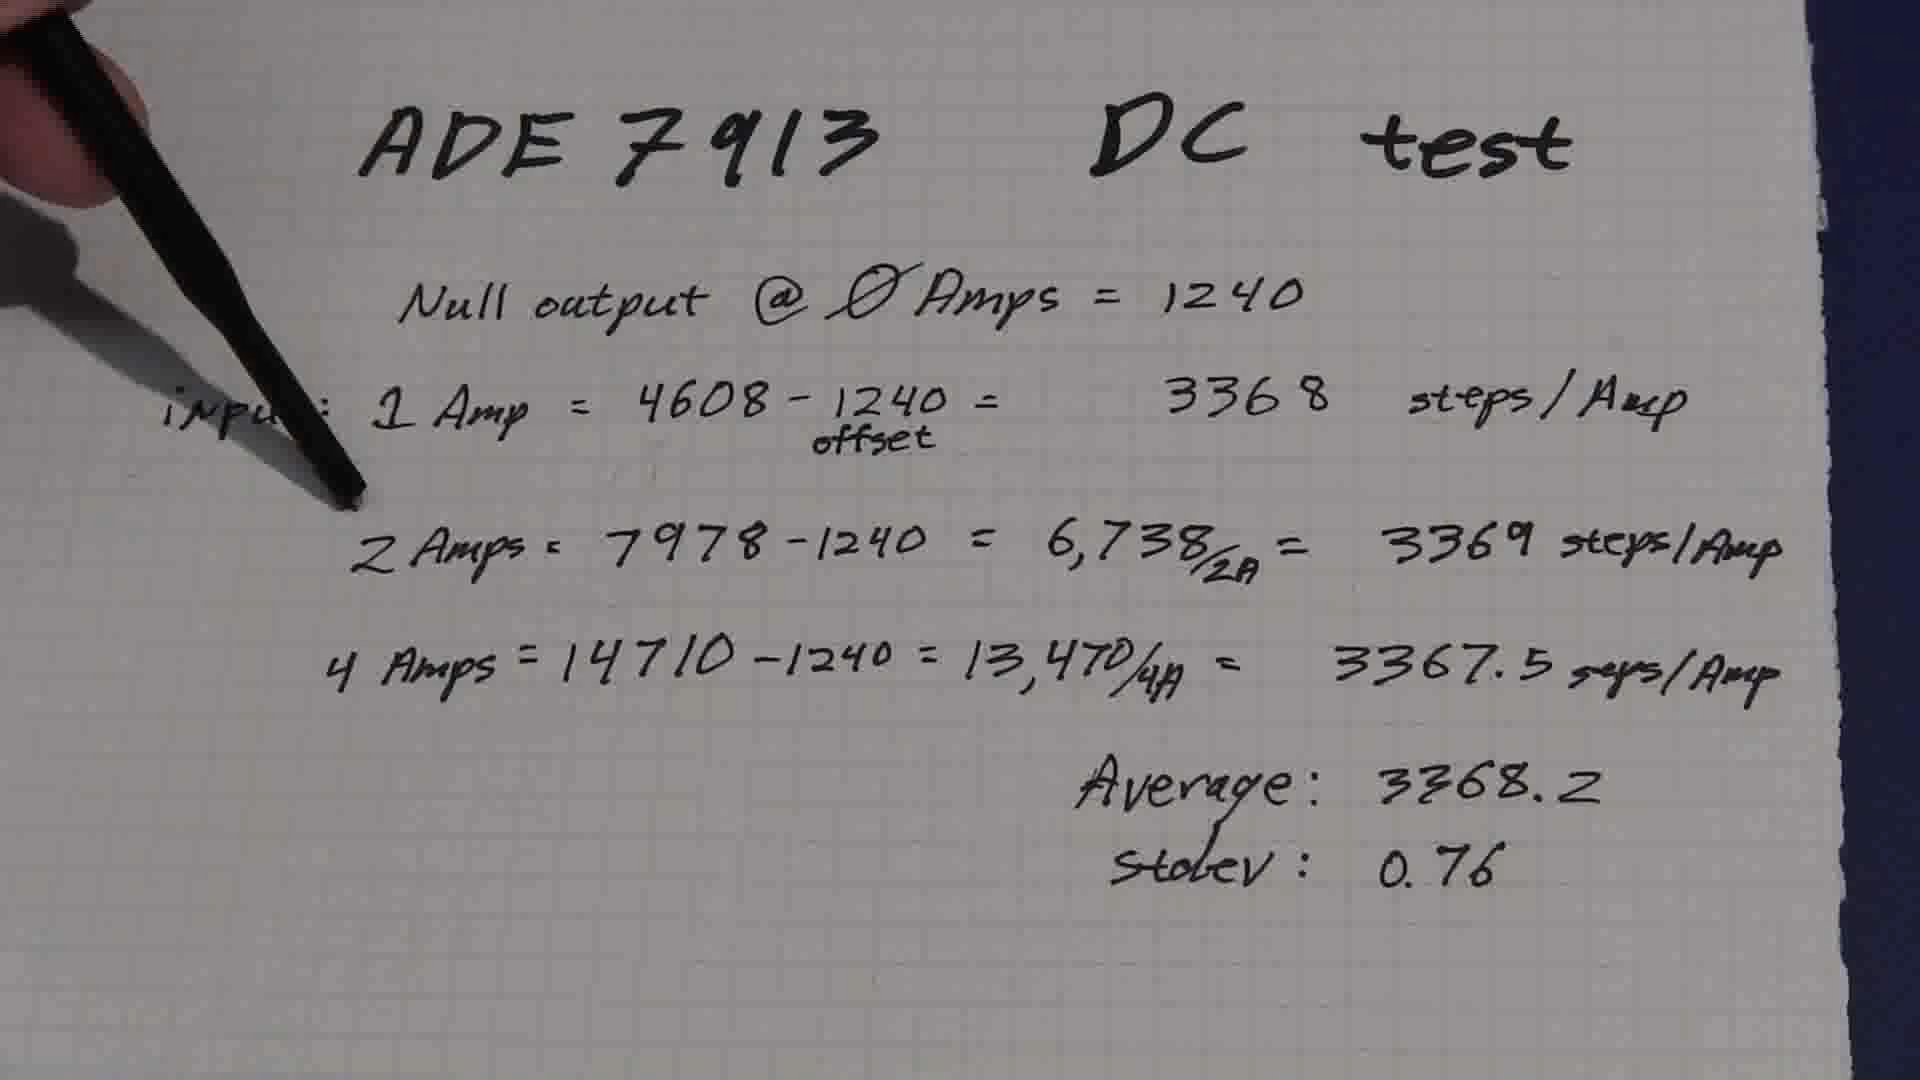 ADE 7913 DC test
Null output @ Ø Amps = 1240
input: 1 Amp = 4608 - 1240 = 3368 steps/Amp
offset
2 Amps = 7978 - 1240 = 6,738/2A = 3369 steps/Amp
4 Amps = 14710 - 1240 = 13,470/4A = 3367.5 seps/Amp
Average: 3368.2
Stdev: 0.76